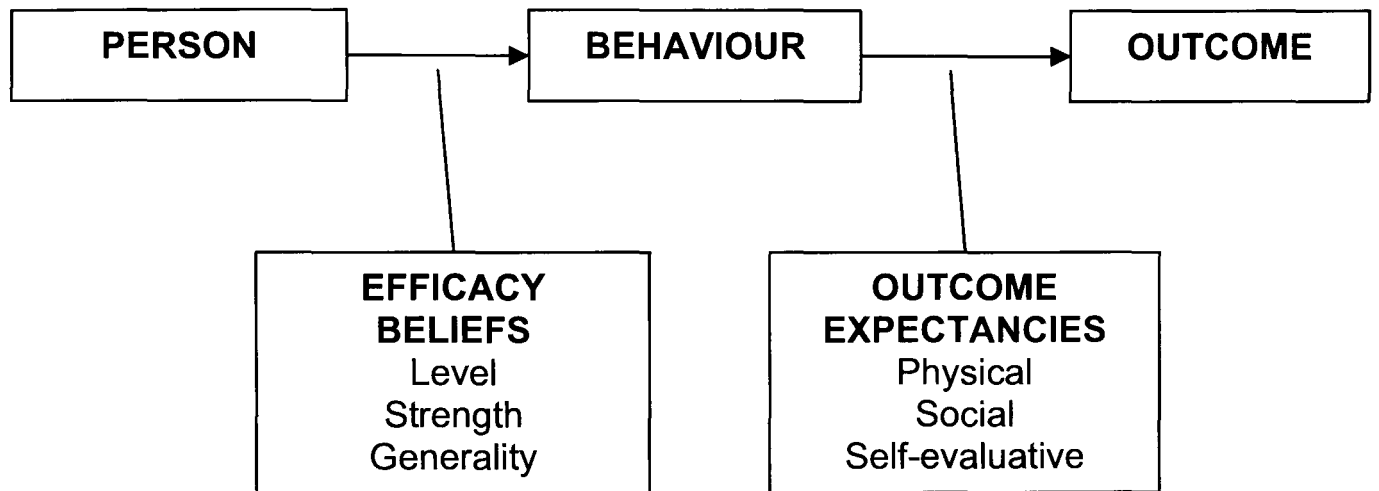 PERSON
BEHAVIOUR
OUTCOME
EFFICACY
BELIEFS
Level
Strength
Generality
OUTCOME
EXPECTANCIES
Physical
Social
Self-evaluative